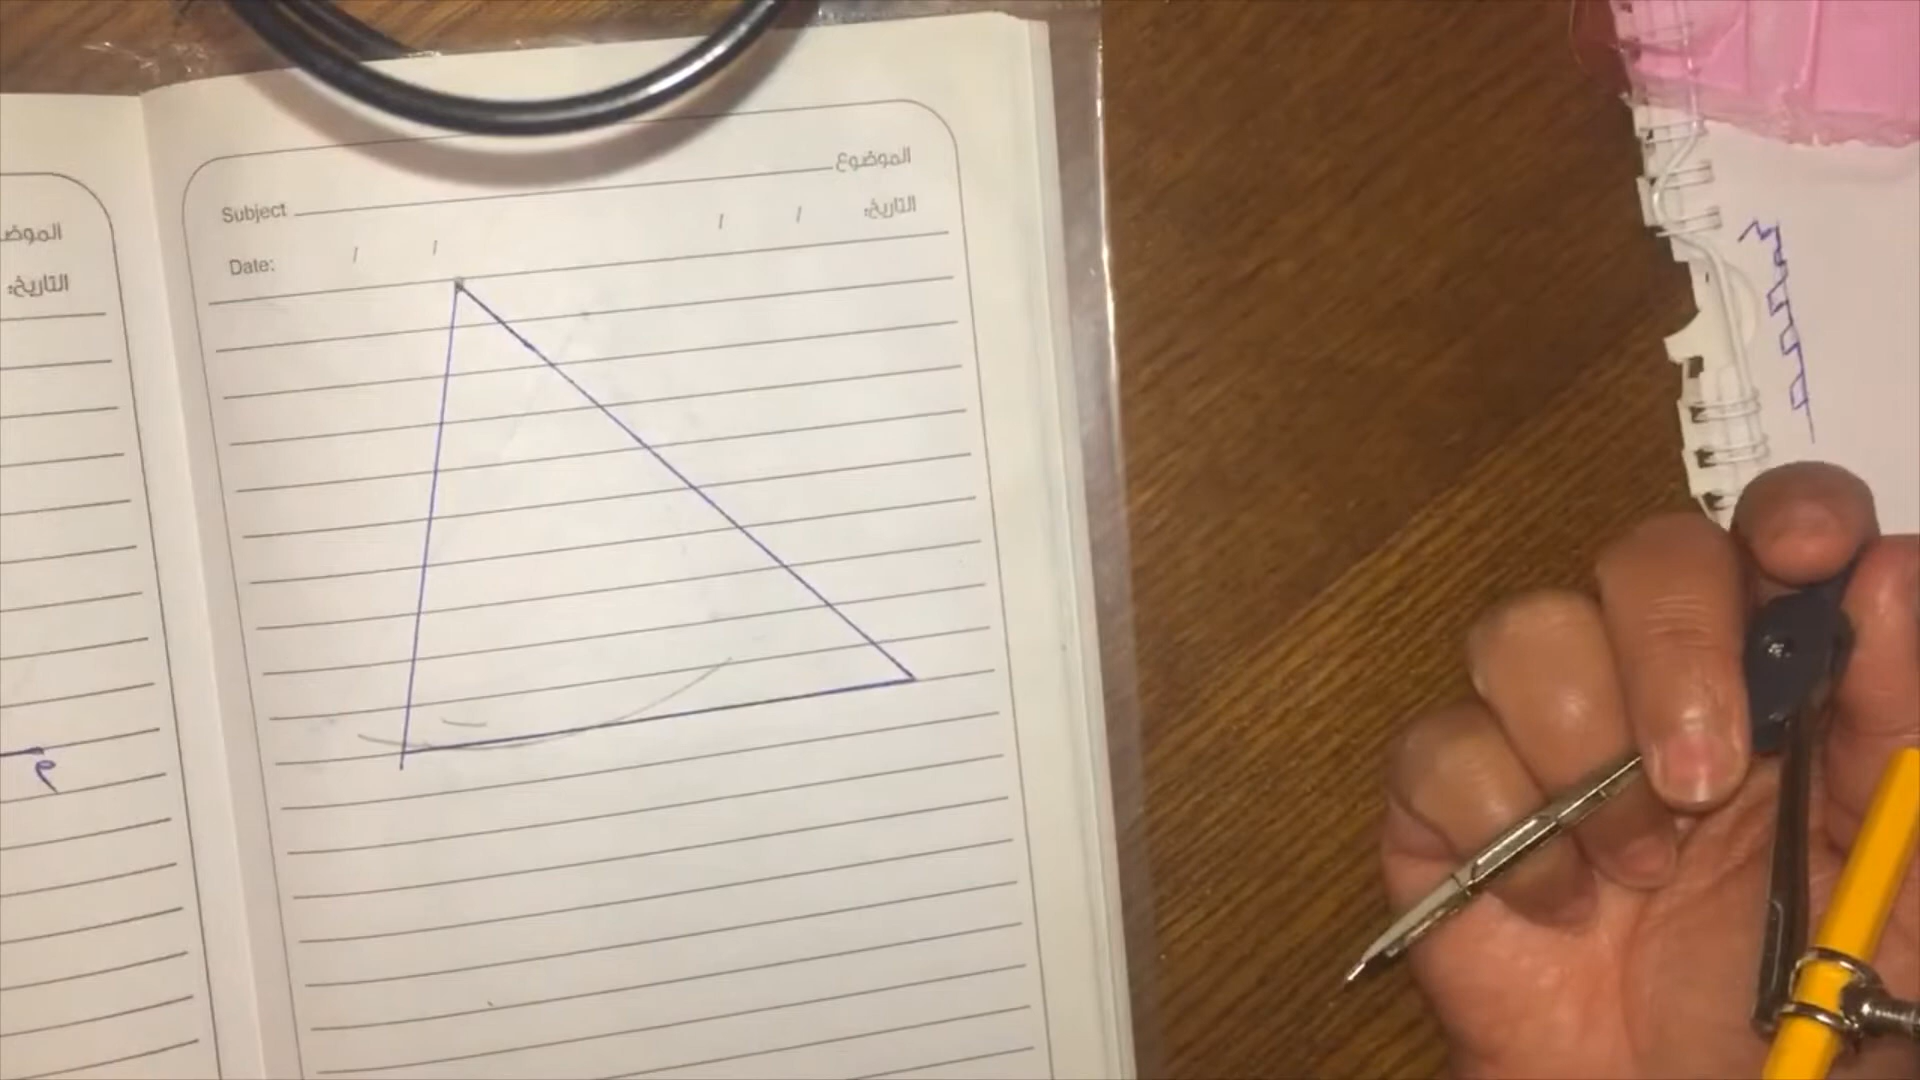 الموضوع
Subject
التاريخ: / /
Date: / /
الموض
التاريخ:
م